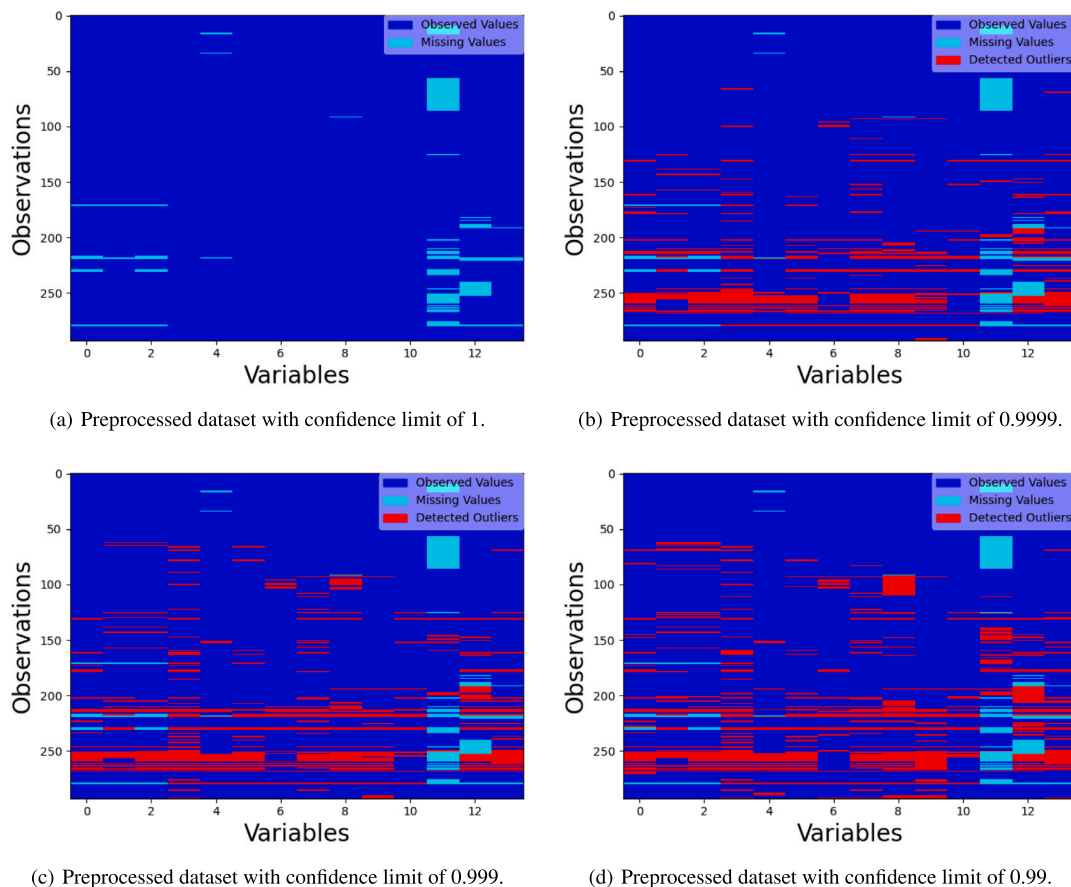 0
50
100
150
200
250
Observations
Observed Values
Missing Values
0 2 4 6 8 10 12
Variables
(a) Preprocessed dataset with confidence limit of 1.
0
50
100
150
200
250
Observations
Observed Values
Missing Values
Detected Outliers
0 2 4 6 8 10 12
Variables
(b) Preprocessed dataset with confidence limit of 0.9999.
0
50
100
150
200
250
Observations
Observed Values
Missing Values
Detected Outliers
0 2 4 6 8 10 12
Variables
(c) Preprocessed dataset with confidence limit of 0.999.
0
50
100
150
200
250
Observations
Observed Values
Missing Values
Detected Outliers
0 2 4 6 8 10 12
Variables
(d) Preprocessed dataset with confidence limit of 0.99.